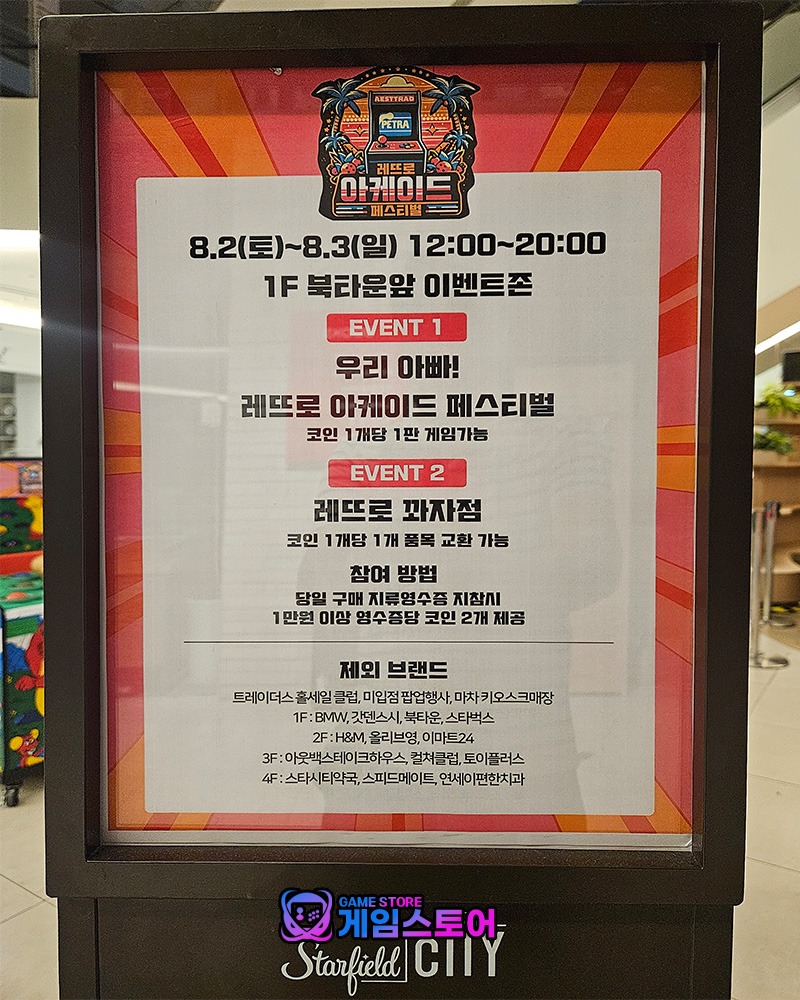 AESTTRAD
PETRA
레뜨로
아케이드
페스티벌
8.2(토)~8.3(일) 12:00~20:00
1F 북타운앞 이벤트존
EVENT 1
우리 아빠!
레뜨로 아케이드 페스티벌
코인 1개당 1판 게임가능
EVENT 2
레뜨로 꽈자점
코인 1개당 1개 품목 교환 가능
참여 방법
당일 구매 지류영수증 지참시
1만원 이상 영수증당 코인 2개 제공
제외 브랜드
트레이더스 홀세일 클럽, 미입점 팝업행사, 마차 키오스크매장
1F : BMW, 갓덴스시, 북타운, 스타벅스
2F : H&M, 올리브영, 이마트24
3F : 아웃백스테이크하우스, 컬쳐클럽, 토이플러스
4F : 스타시티약국, 스피드메이트, 연세이편한치과
GAME STORE
게임스토어
Starfield CITY